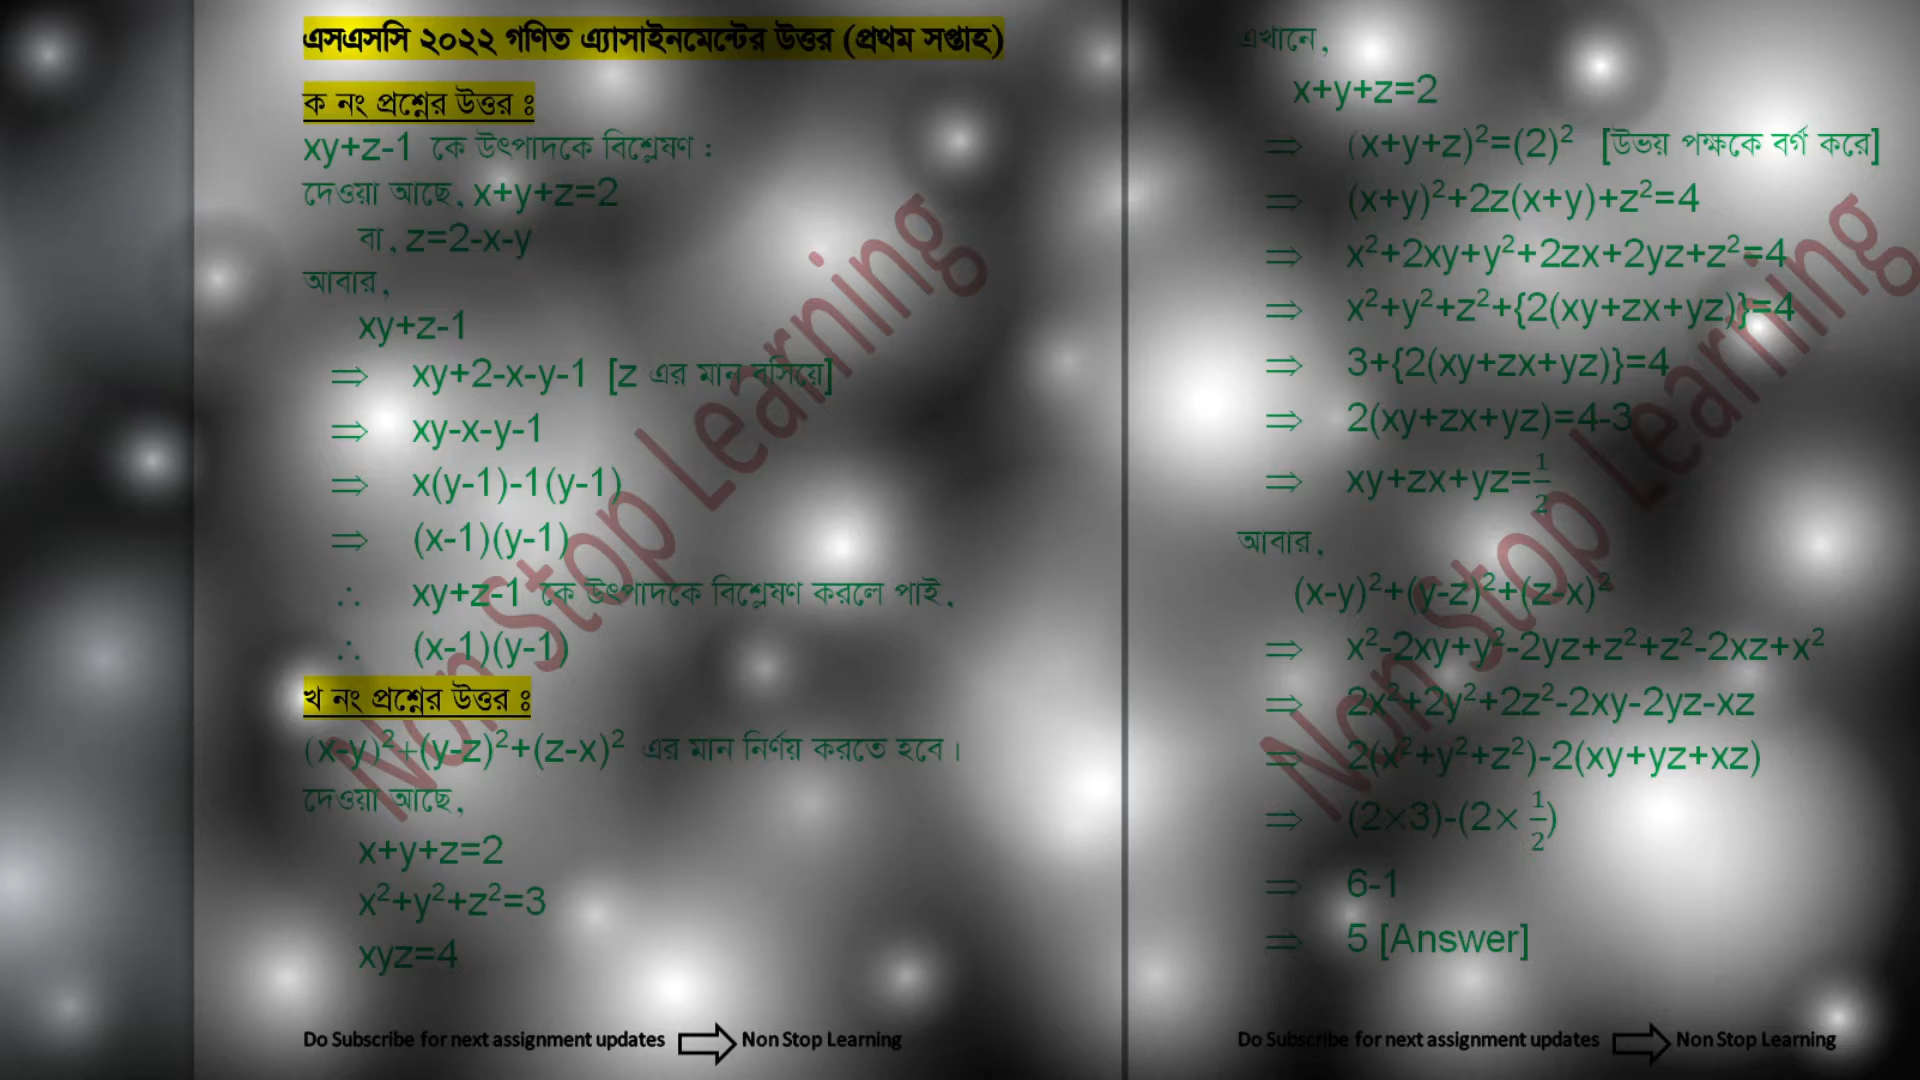 এসএসসি ২০২২ গণিত এ্যাসাইনমেন্টের উত্তর (প্রথম সপ্তাহ)
ক নং প্রশ্নের উত্তর ঃ
xy+z-1 কে উৎপাদকে বিশ্লেষণ :
দেওয়া আছে, x+y+z=2
বা, z=2-x-y
আবার,
xy+z-1
⇒ xy+2-x-y-1 [z এর মান বসিয়ে]
⇒ xy-x-y-1
⇒ x(y-1)-1(y-1)
⇒ (x-1)(y-1)
∴ xy+z-1 কে উৎপাদকে বিশ্লেষণ করলে পাই,
∴ (x-1)(y-1)
খ নং প্রশ্নের উত্তর ঃ
(x-y)²+(y-z)²+(z-x)² এর মান নির্ণয় করতে হবে।
দেওয়া আছে,
x+y+z=2
x²+y²+z²=3
xyz=4
Do Subscribe for next assignment updates ⇨ Non Stop Learning
Non Stop Learning
এখানে,
x+y+z=2
⇒ (x+y+z)²=(2)² [উভয় পক্ষকে বর্গ করে]
⇒ (x+y)²+2z(x+y)+z²=4
⇒ x²+2xy+y²+2zx+2yz+z²=4
⇒ x²+y²+z²+{2(xy+zx+yz)}=4
⇒ 3+{2(xy+zx+yz)}=4
⇒ 2(xy+zx+yz)=4-3
⇒ xy+zx+yz=1/2
আবার,
(x-y)²+(y-z)²+(z-x)²
⇒ x²-2xy+y²-2yz+z²+z²-2xz+x²
⇒ 2x²+2y²+2z²-2xy-2yz-xz
⇒ 2(x²+y²+z²)-2(xy+yz+xz)
⇒ (2×3)-(2× 1/2)
⇒ 6-1
⇒ 5 [Answer]
Do Subscribe for next assignment updates ⇨ Non Stop Learning
Non Stop Learning